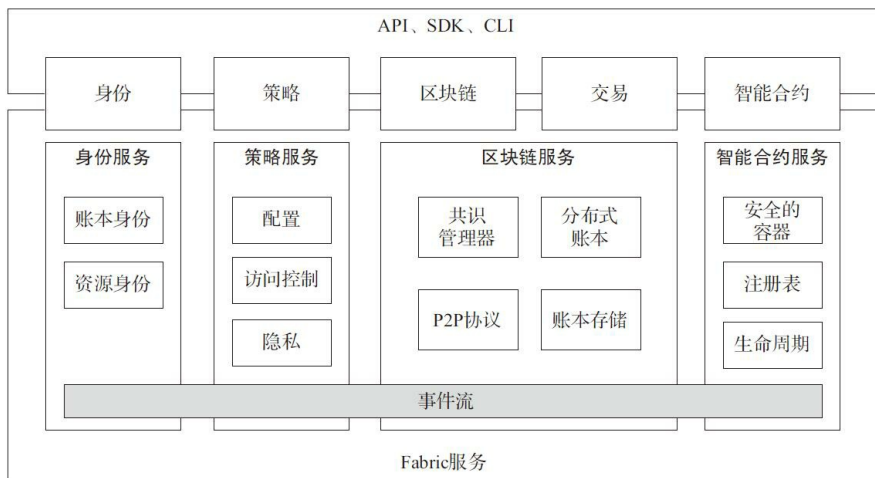 API、SDK、CLI
身份
策略
区块链
交易
智能合约
身份服务
账本身份
资源身份
策略服务
配置
访问控制
隐私
区块链服务
共识
管理器
分布式
账本
P2P协议
账本存储
智能合约服务
安全的
容器
注册表
生命周期
事件流
Fabric服务